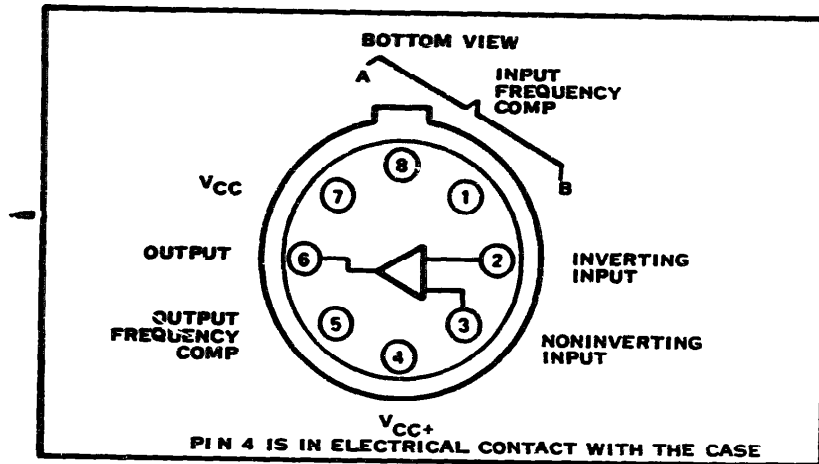 BOTTOM VIEW
A
INPUT
FREQUENCY
COMP
B
8
7
1
VCC
OUTPUT
6
2
INVERTING
INPUT
OUTPUT
FREQUENCY
COMP
5
3
NONINVERTING
INPUT
4
VCC+
PIN 4 IS IN ELECTRICAL CONTACT WITH THE CASE